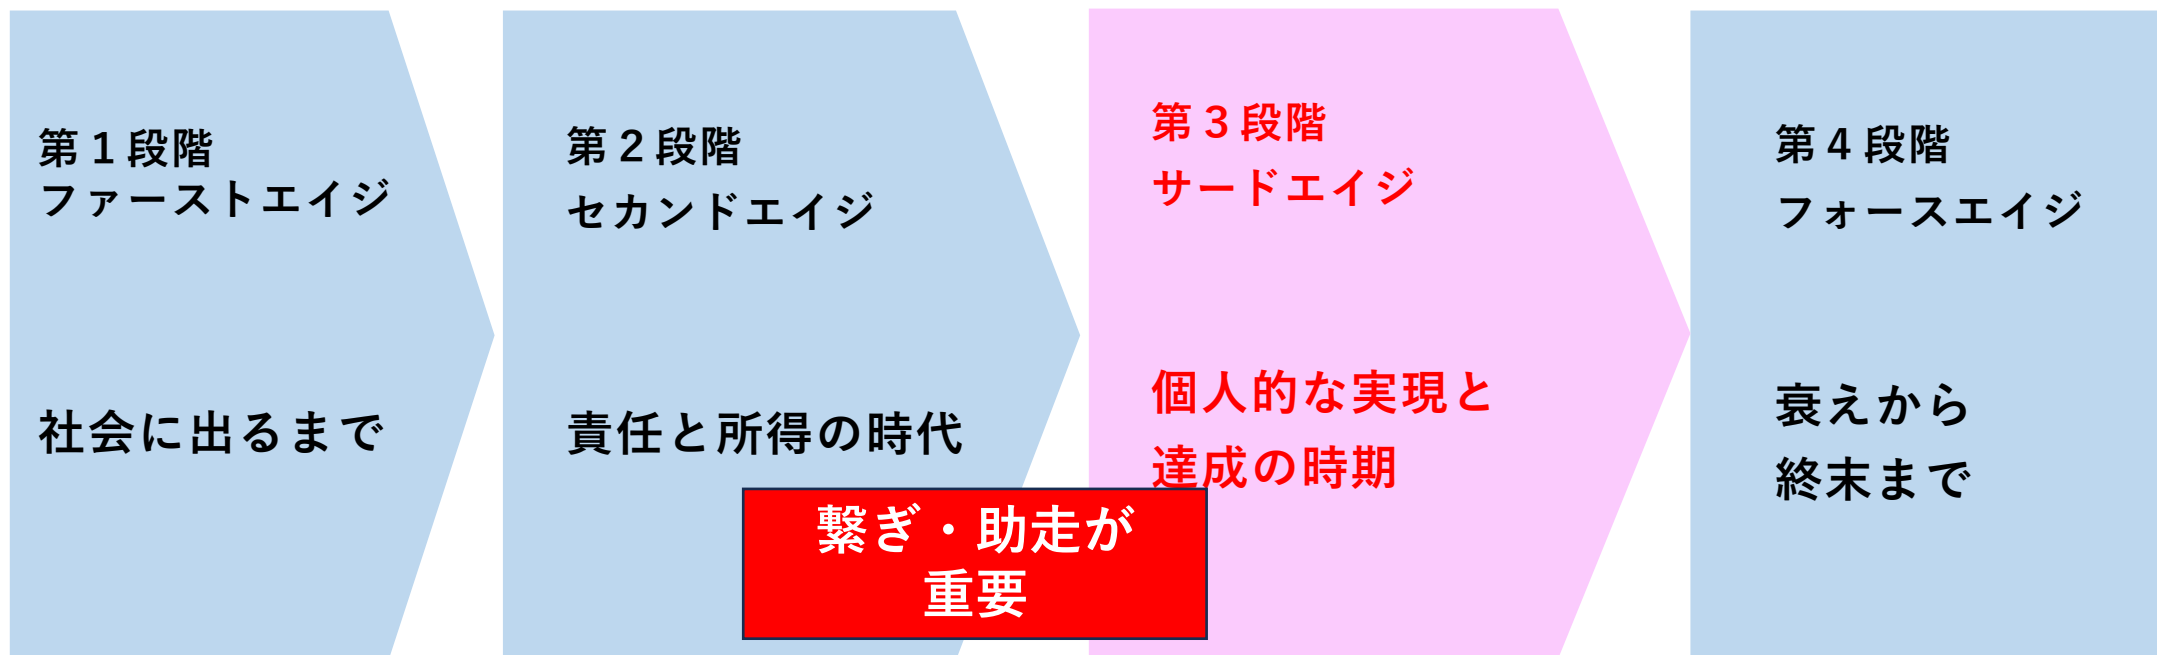 第１段階
ファーストエイジ
社会に出るまで
第２段階
セカンドエイジ
責任と所得の時代
第３段階
サードエイジ
個人的な実現と
達成の時期
繋ぎ・助走が
重要
第４段階
フォースエイジ
衰えから
終末まで